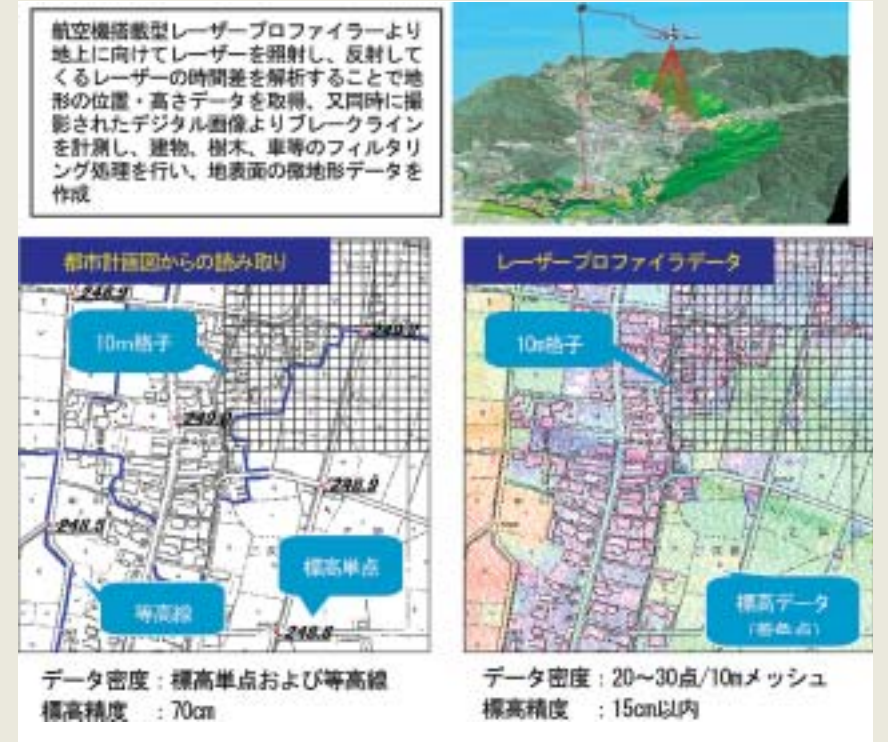 航空機搭載型レーザープロファイラーより
地上に向けてレーザーを照射し、反射して
くるレーザーの時間差を解析することで地
形の位置・高さデータを取得、又同時に撮
影されたデジタル画像よりブレークライン
を計測し、建物、樹木、車等のフィルタリ
ング処理を行い、地表面の微地形データを
作成
都市計画図からの読み取り
248.9
10m格子
249.0
248.9
248.5
標高単点
等高線
248.8
データ密度：標高単点および等高線
標高精度　：70cm
レーザープロファイラデータ
10m格子
標高データ
（着色点）
データ密度：20～30点/10mメッシュ
標高精度　：15cm以内